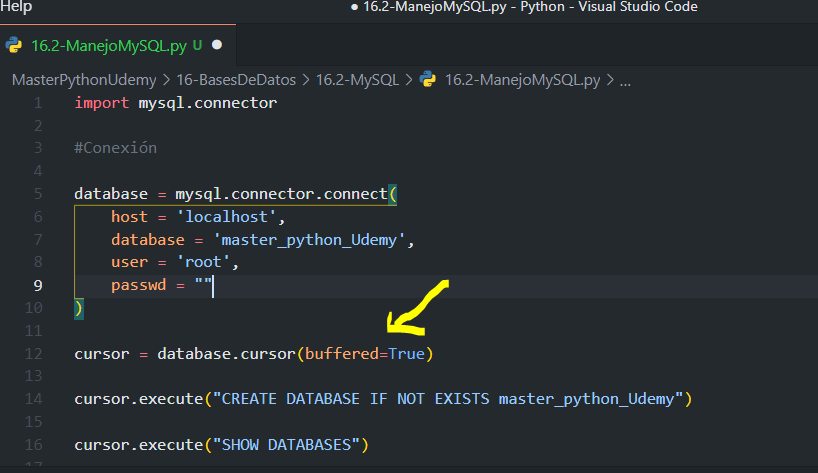 Help
● 16.2-ManejoMySQL.py - Python - Visual Studio Code
16.2-ManejoMySQL.py U ●
MasterPythonUdemy > 16-BasesDeDatos > 16.2-MySQL > 16.2-ManejoMySQL.py > ...
1 import mysql.connector
2
3 #Conexión
4
5 database = mysql.connector.connect(
6 host = 'localhost',
7 database = 'master_python_Udemy',
8 user = 'root',
9 passwd = ""
10 )
11
12 cursor = database.cursor(buffered=True)
13
14 cursor.execute("CREATE DATABASE IF NOT EXISTS master_python_Udemy")
15
16 cursor.execute("SHOW DATABASES")
17